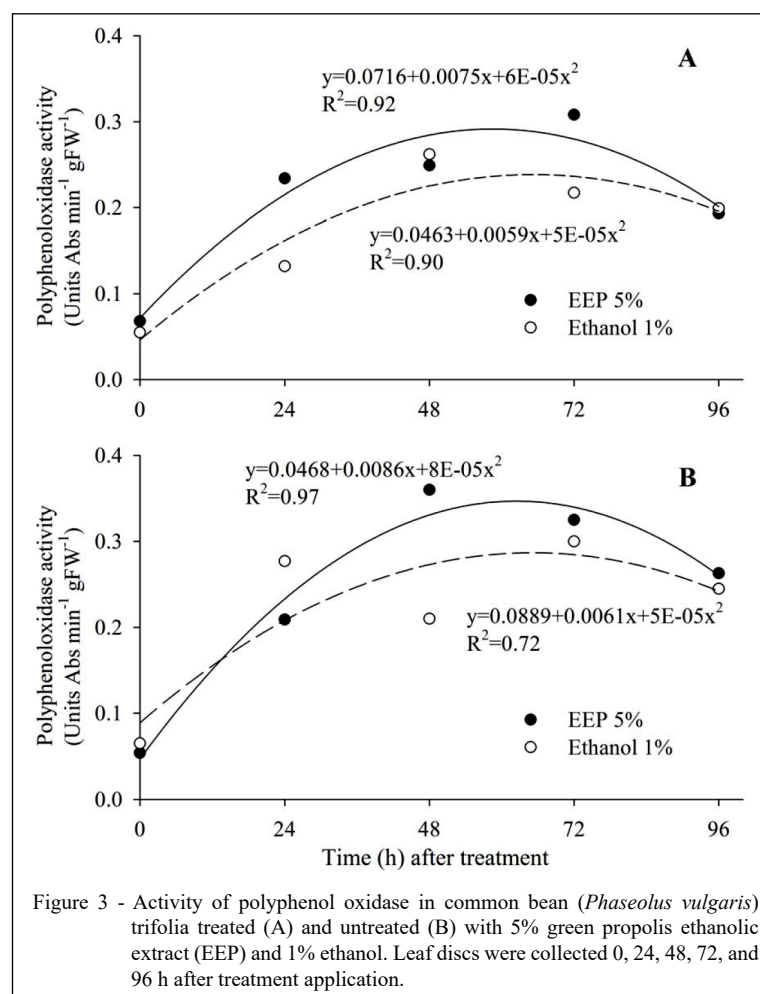 A
y=0.0716+0.0075x+6E-05x²
R²=0.92
y=0.0463+0.0059x+5E-05x²
R²=0.90
EEP 5%
Ethanol 1%
Polyphenoloxidase activity
(Units Abs min⁻¹ gFW⁻¹)
0.4
0.3
0.2
0.1
0.0
0 24 48 72 96
B
y=0.0468+0.0086x+8E-05x²
R²=0.97
y=0.0889+0.0061x+5E-05x²
R²=0.72
EEP 5%
Ethanol 1%
Polyphenoloxidase activity
(Units Abs min⁻¹ gFW⁻¹)
0.4
0.3
0.2
0.1
0.0
0 24 48 72 96
Time (h) after treatment
Figure 3 - Activity of polyphenol oxidase in common bean (Phaseolus vulgaris)
trifolia treated (A) and untreated (B) with 5% green propolis ethanolic
extract (EEP) and 1% ethanol. Leaf discs were collected 0, 24, 48, 72, and
96 h after treatment application.